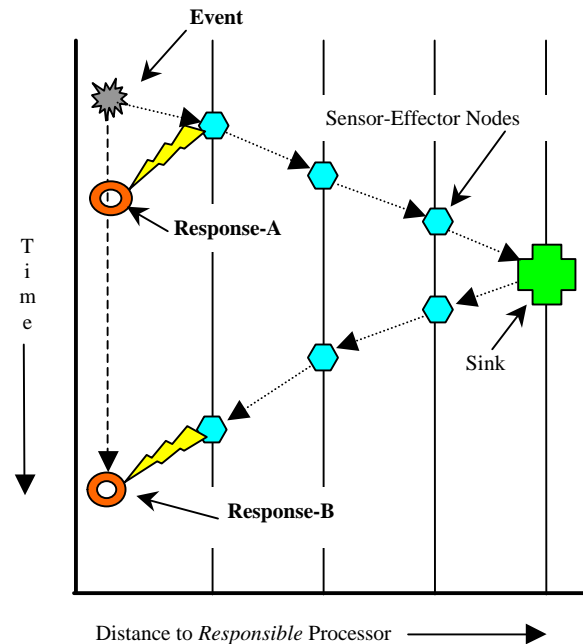 Event
Sensor-Effector Nodes
Response-A
T
i
m
e
Sink
Response-B
Distance to Responsible Processor